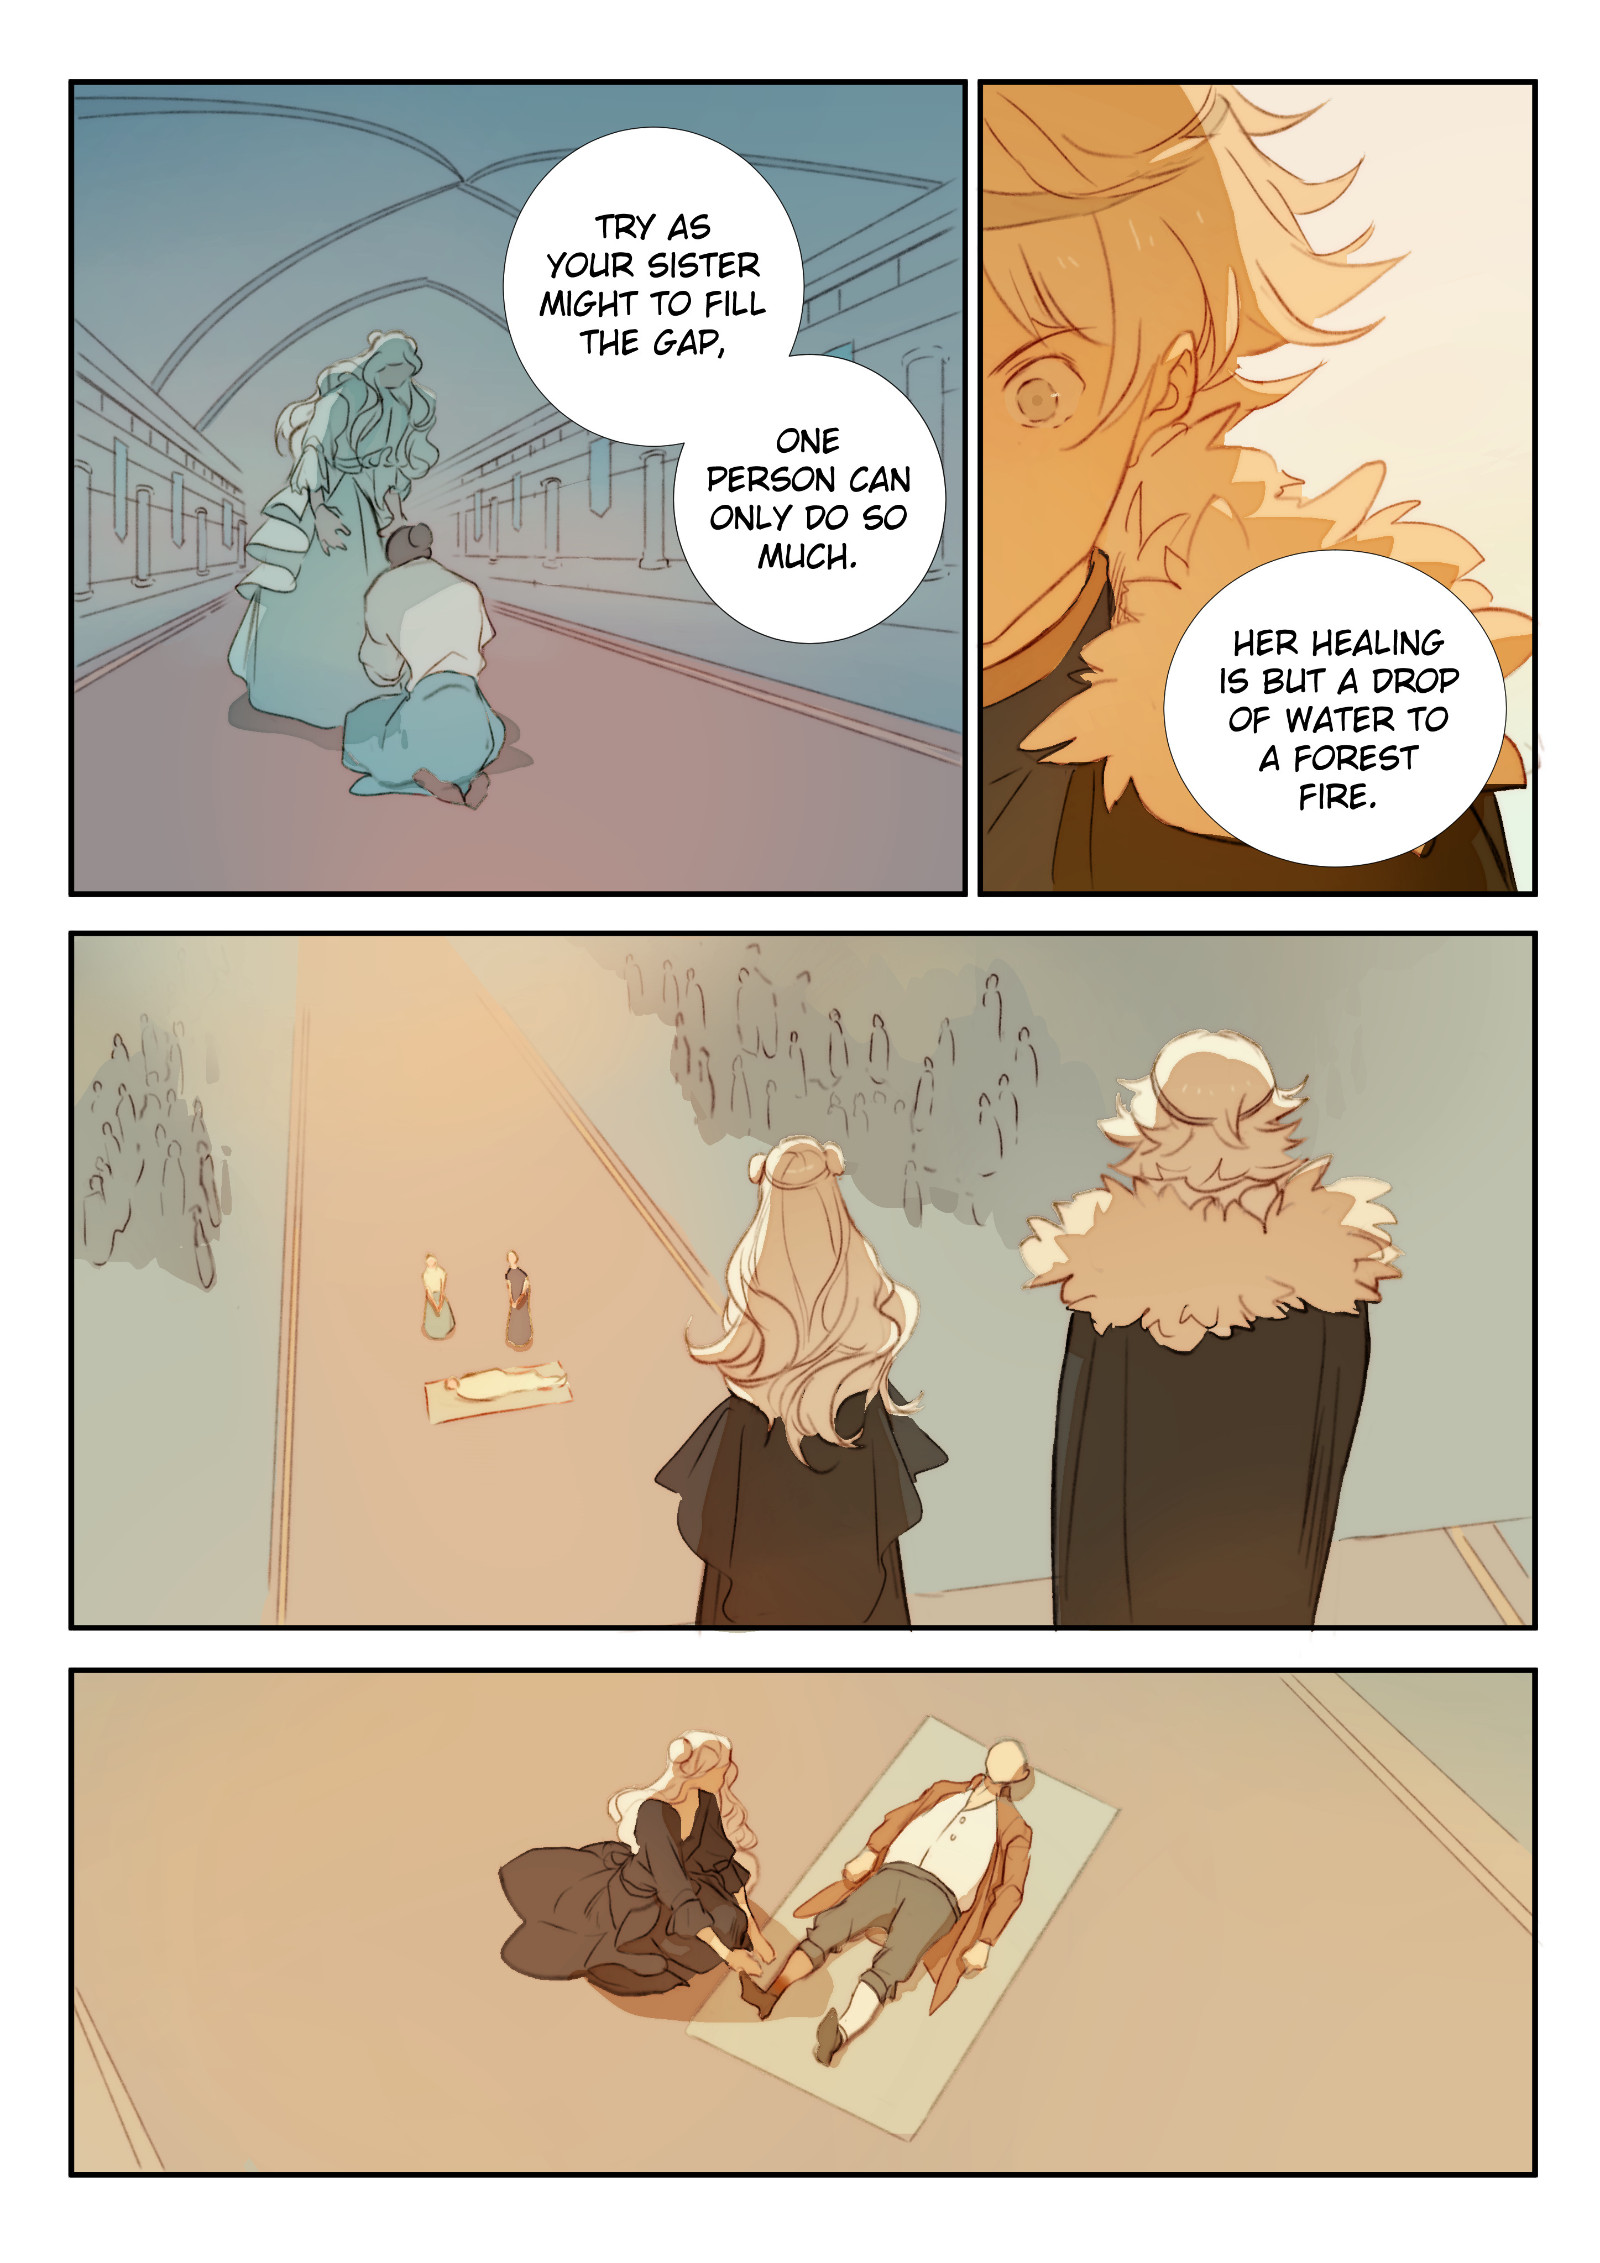 TRY AS
YOUR SISTER
MIGHT TO FILL
THE GAP,
ONE
PERSON CAN
ONLY DO SO
MUCH.
HER HEALING
IS BUT A DROP
OF WATER TO
A FOREST
FIRE.